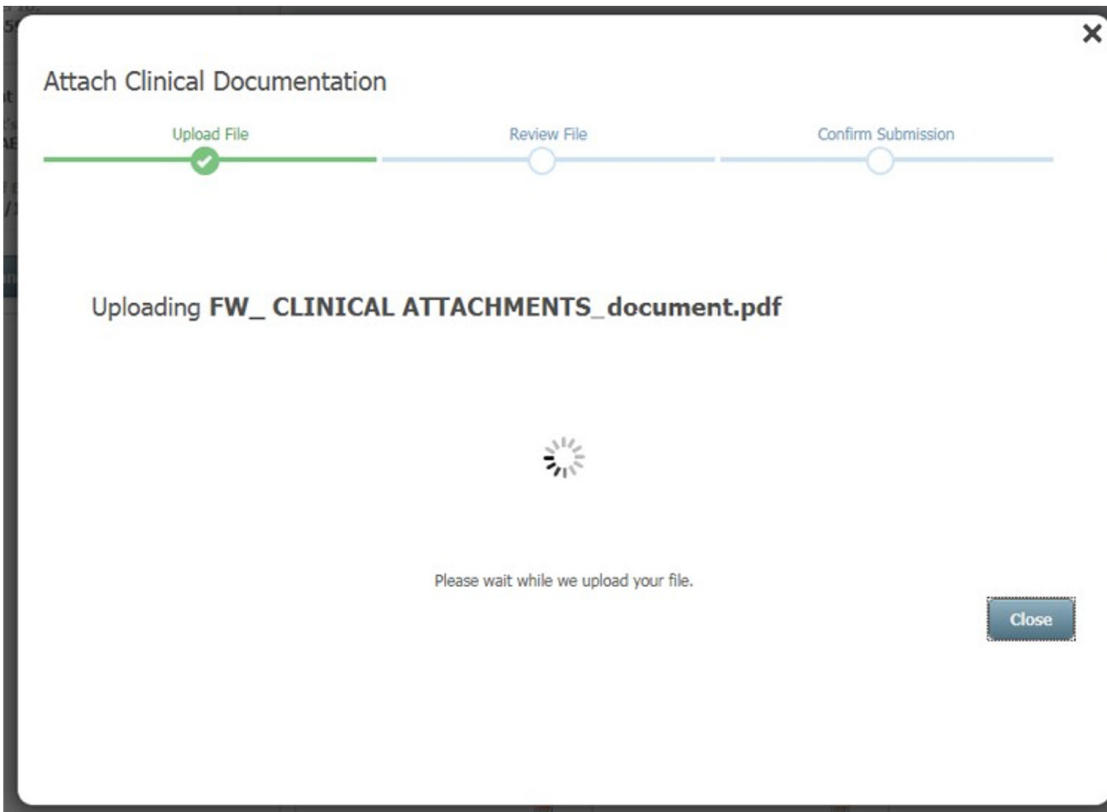 Attach Clinical Documentation
Upload File Review File Confirm Submission
Uploading FW_ CLINICAL ATTACHMENTS_document.pdf
Please wait while we upload your file.
Close